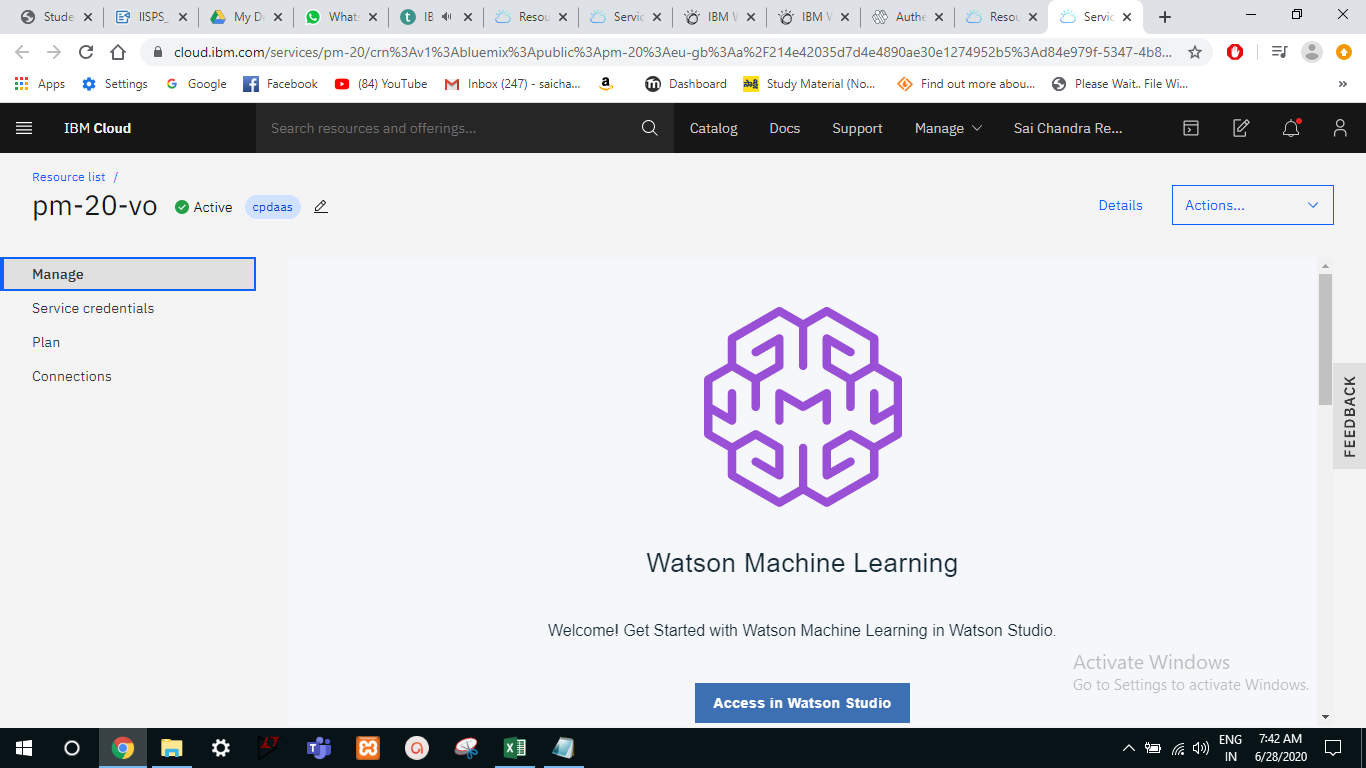 Stude
IISPS_
My D
Whats
IE
Resou
Servic
IBM W
IBM W
Authe
Resou
Servic
cloud.ibm.com/services/pm-20/crn%3Av1%3Abluemix%3Apublic%3Apm-20%3Aeu-gb%3Aa%2F214e42035d7d4e4890ae30e1274952b5%3Ad84e979f-5347-4b8...
Apps
Settings
Google
Facebook
(84) YouTube
Inbox (247) - saicha...
Dashboard
Study Material (No...
Find out more abou...
Please Wait.. File Wi...
»
IBM Cloud
Search resources and offerings...
Catalog
Docs
Support
Manage
Sai Chandra Re...
Resource list /
pm-20-vo
Active
cpdaas
Details
Actions...
Manage
Service credentials
Plan
Connections
FEEDBACK
Watson Machine Learning
Welcome! Get Started with Watson Machine Learning in Watson Studio.
Activate Windows
Go to Settings to activate Windows.
Access in Watson Studio
ENG
IN
7:42 AM
6/28/2020